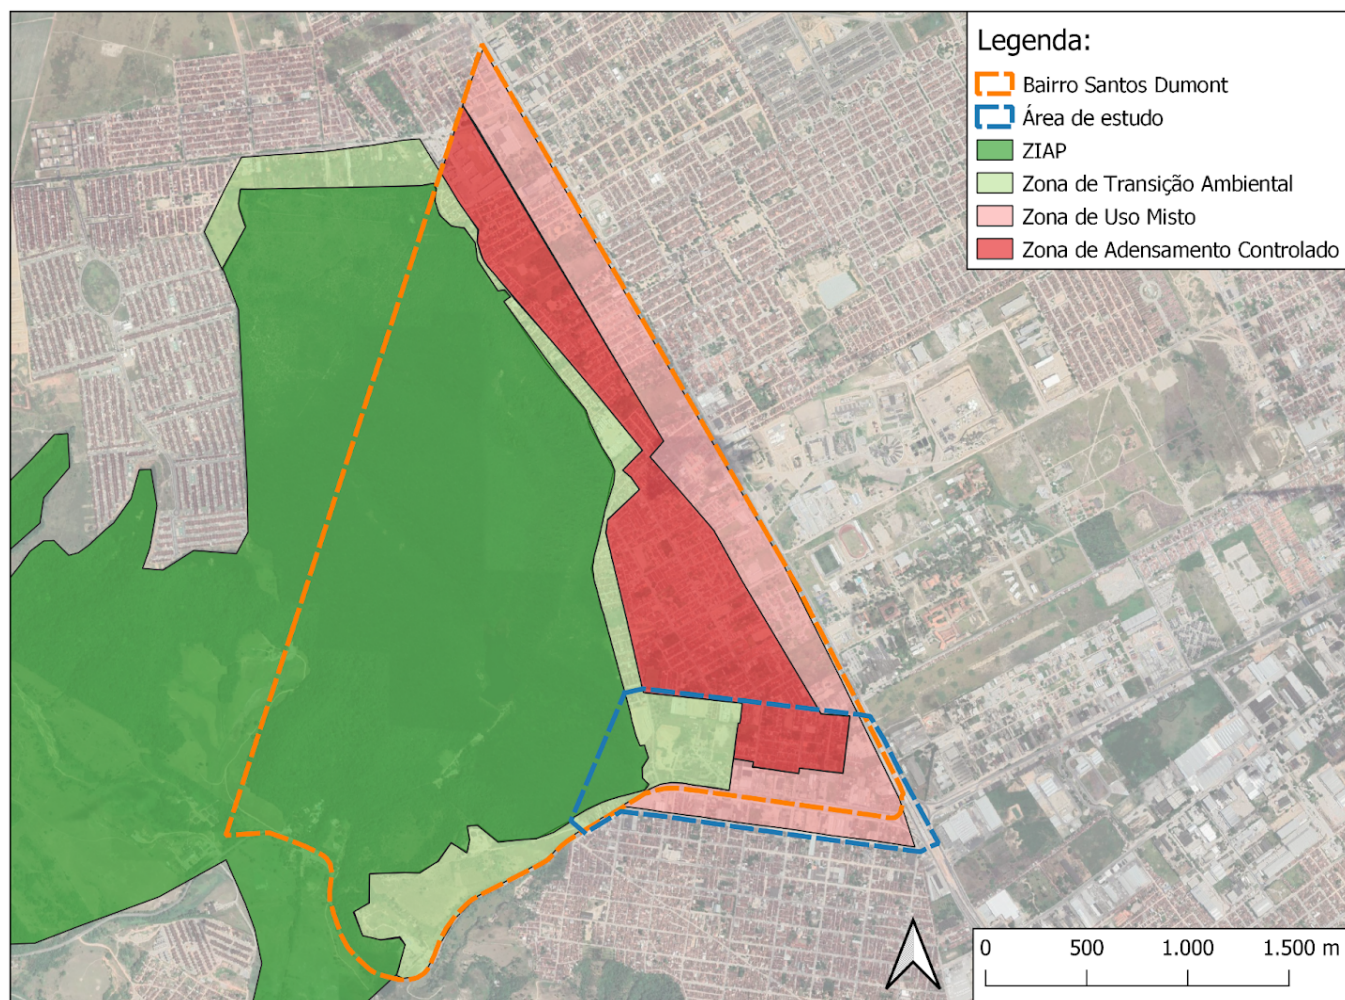 Legenda:
Bairro Santos Dumont
Área de estudo
ZIAP
Zona de Transição Ambiental
Zona de Uso Misto
Zona de Adensamento Controlado
0 500 1.000 1.500 m